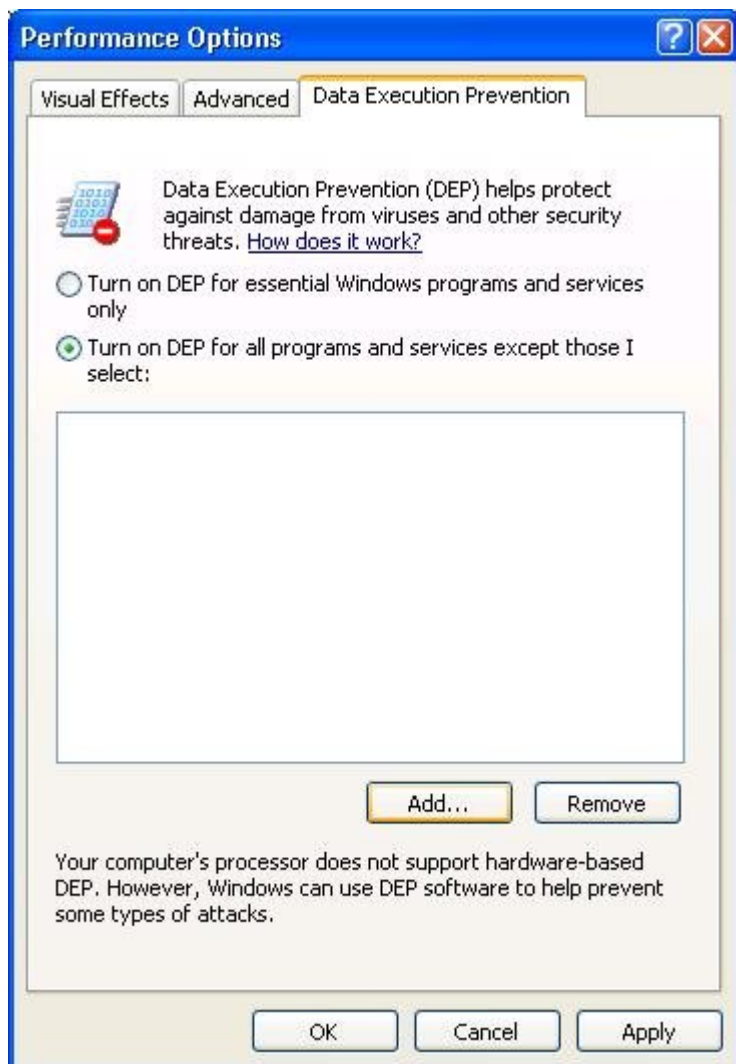 Performance Options
Visual Effects
Advanced
Data Execution Prevention
Data Execution Prevention (DEP) helps protect
against damage from viruses and other security
threats. How does it work?
Turn on DEP for essential Windows programs and services
only
Turn on DEP for all programs and services except those I
select:
Add...
Remove
Your computer's processor does not support hardware-based
DEP. However, Windows can use DEP software to help prevent
some types of attacks.
OK
Cancel
Apply